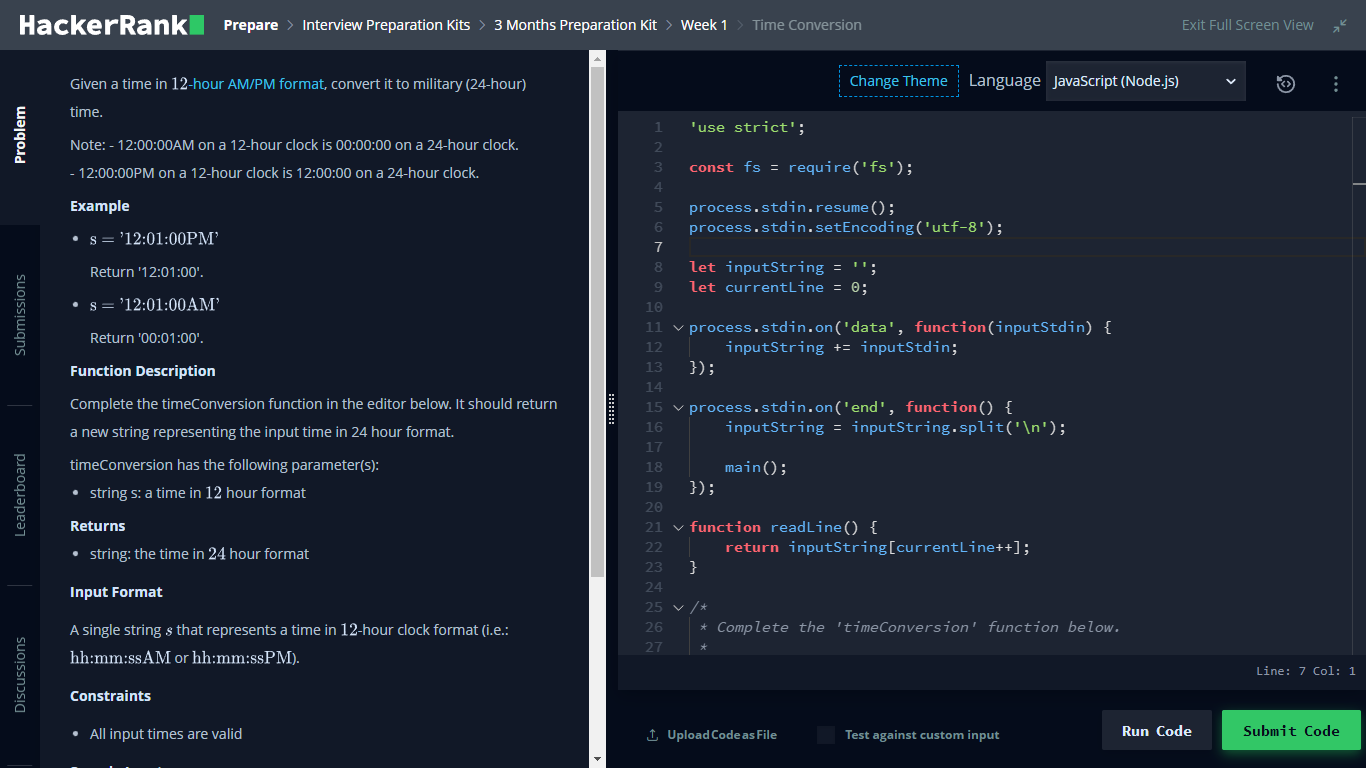 HackerRank Prepare > Interview Preparation Kits > 3 Months Preparation Kit > Week 1 > Time Conversion Exit Full Screen View
Problem
Submissions
Leaderboard
Discussions
Given a time in 12-hour AM/PM format, convert it to military (24-hour)
time.
Note: - 12:00:00AM on a 12-hour clock is 00:00:00 on a 24-hour clock.
- 12:00:00PM on a 12-hour clock is 12:00:00 on a 24-hour clock.
Example
• s = ’12:01:00PM’
Return '12:01:00'.
• s = ’12:01:00AM’
Return '00:01:00'.
Function Description
Complete the timeConversion function in the editor below. It should return
a new string representing the input time in 24 hour format.
timeConversion has the following parameter(s):
• string s: a time in 12 hour format
Returns
• string: the time in 24 hour format
Input Format
A single string s that represents a time in 12-hour clock format (i.e.:
hh:mm:ssAM or hh:mm:ssPM).
Constraints
• All input times are valid
Change Theme Language JavaScript (Node.js)
1 'use strict';
2
3 const fs = require('fs');
4
5 process.stdin.resume();
6 process.stdin.setEncoding('utf-8');
7
8 let inputString = '';
9 let currentLine = 0;
10
11 process.stdin.on('data', function(inputStdin) {
12 inputString += inputStdin;
13 });
14
15 process.stdin.on('end', function() {
16 inputString = inputString.split('\n');
17
18 main();
19 });
20
21 function readLine() {
22 return inputString[currentLine++];
23 }
24
25 /*
26 * Complete the 'timeConversion' function below.
27 *
Line: 7 Col: 1
Upload Code as File Test against custom input Run Code Submit Code